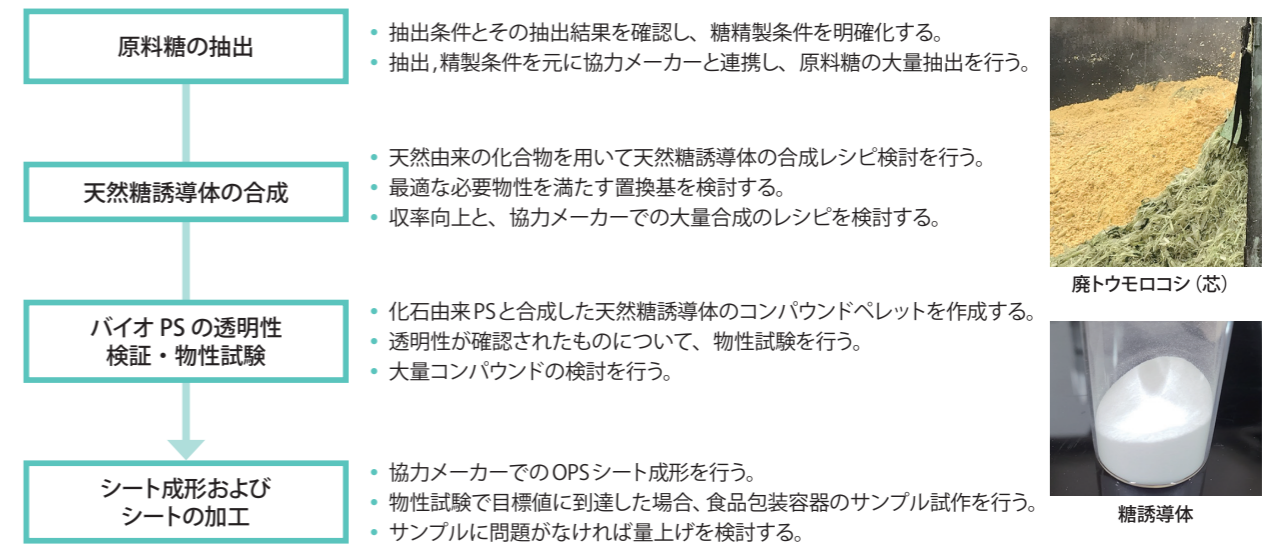 原料糖の抽出
• 抽出条件とその抽出結果を確認し、糖精製条件を明確化する。
• 抽出,精製条件を元に協力メーカーと連携し、原料糖の大量抽出を行う。
天然糖誘導体の合成
• 天然由来の化合物を用いて天然糖誘導体の合成レシピ検討を行う。
• 最適な必要物性を満たす置換基を検討する。
• 収率向上と、協力メーカーでの大量合成のレシピを検討する。
廃トウモロコシ（芯）
バイオ PS の透明性
検証・物性試験
• 化石由来PSと合成した天然糖誘導体のコンパウンドペレットを作成する。
• 透明性が確認されたものについて、物性試験を行う。
• 大量コンパウンドの検討を行う。
シート成形および
シートの加工
• 協力メーカーでのOPSシート成形を行う。
• 物性試験で目標値に到達した場合、食品包装容器のサンプル試作を行う。
• サンプルに問題がなければ量上げを検討する。
糖誘導体